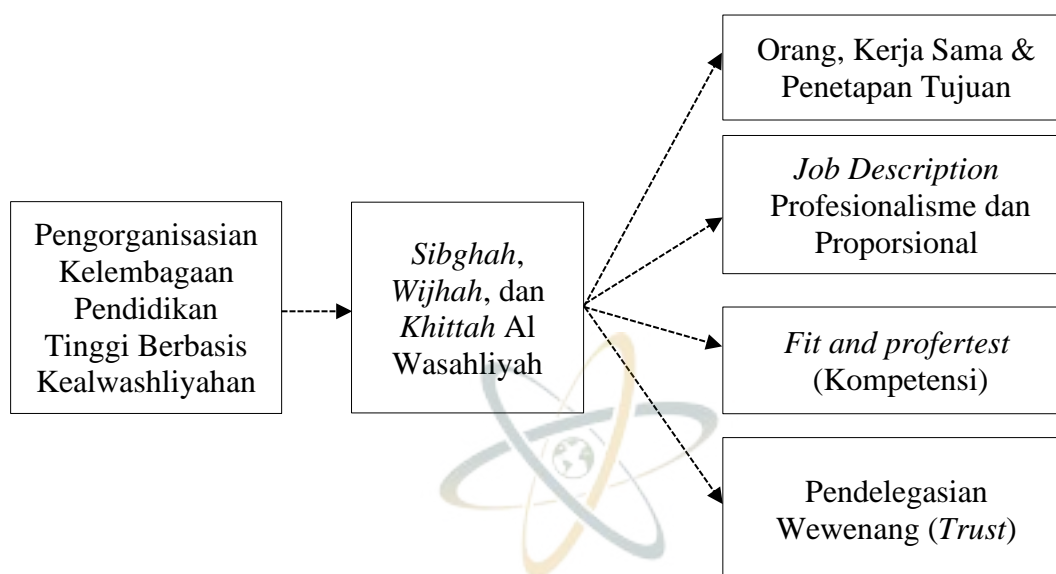 Pengorganisasian
Kelembagaan
Pendidikan
Tinggi Berbasis
Kealwashliyahan
Sibghah,
Wijhah, dan
Khittah Al
Wasahliyah
Orang, Kerja Sama &
Penetapan Tujuan
Job Description
Profesionalisme dan
Proporsional
Fit and profertest
(Kompetensi)
Pendelegasian
Wewenang (Trust)